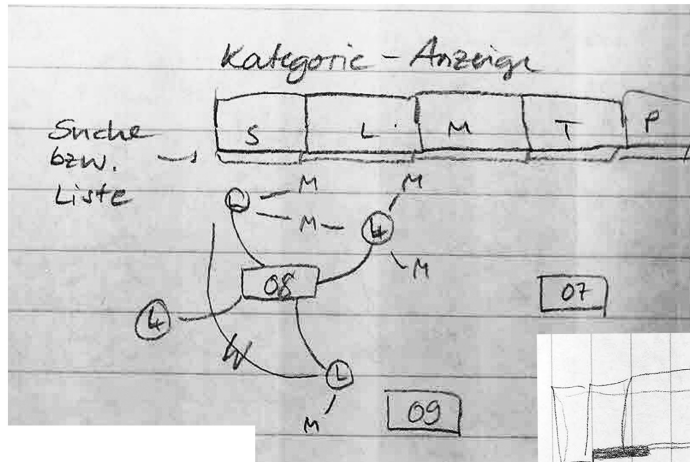 Kategorie - Anzeige
S L M T P
Suche
bzw.
Liste
L M M L M M
08
07
L
L
M
09